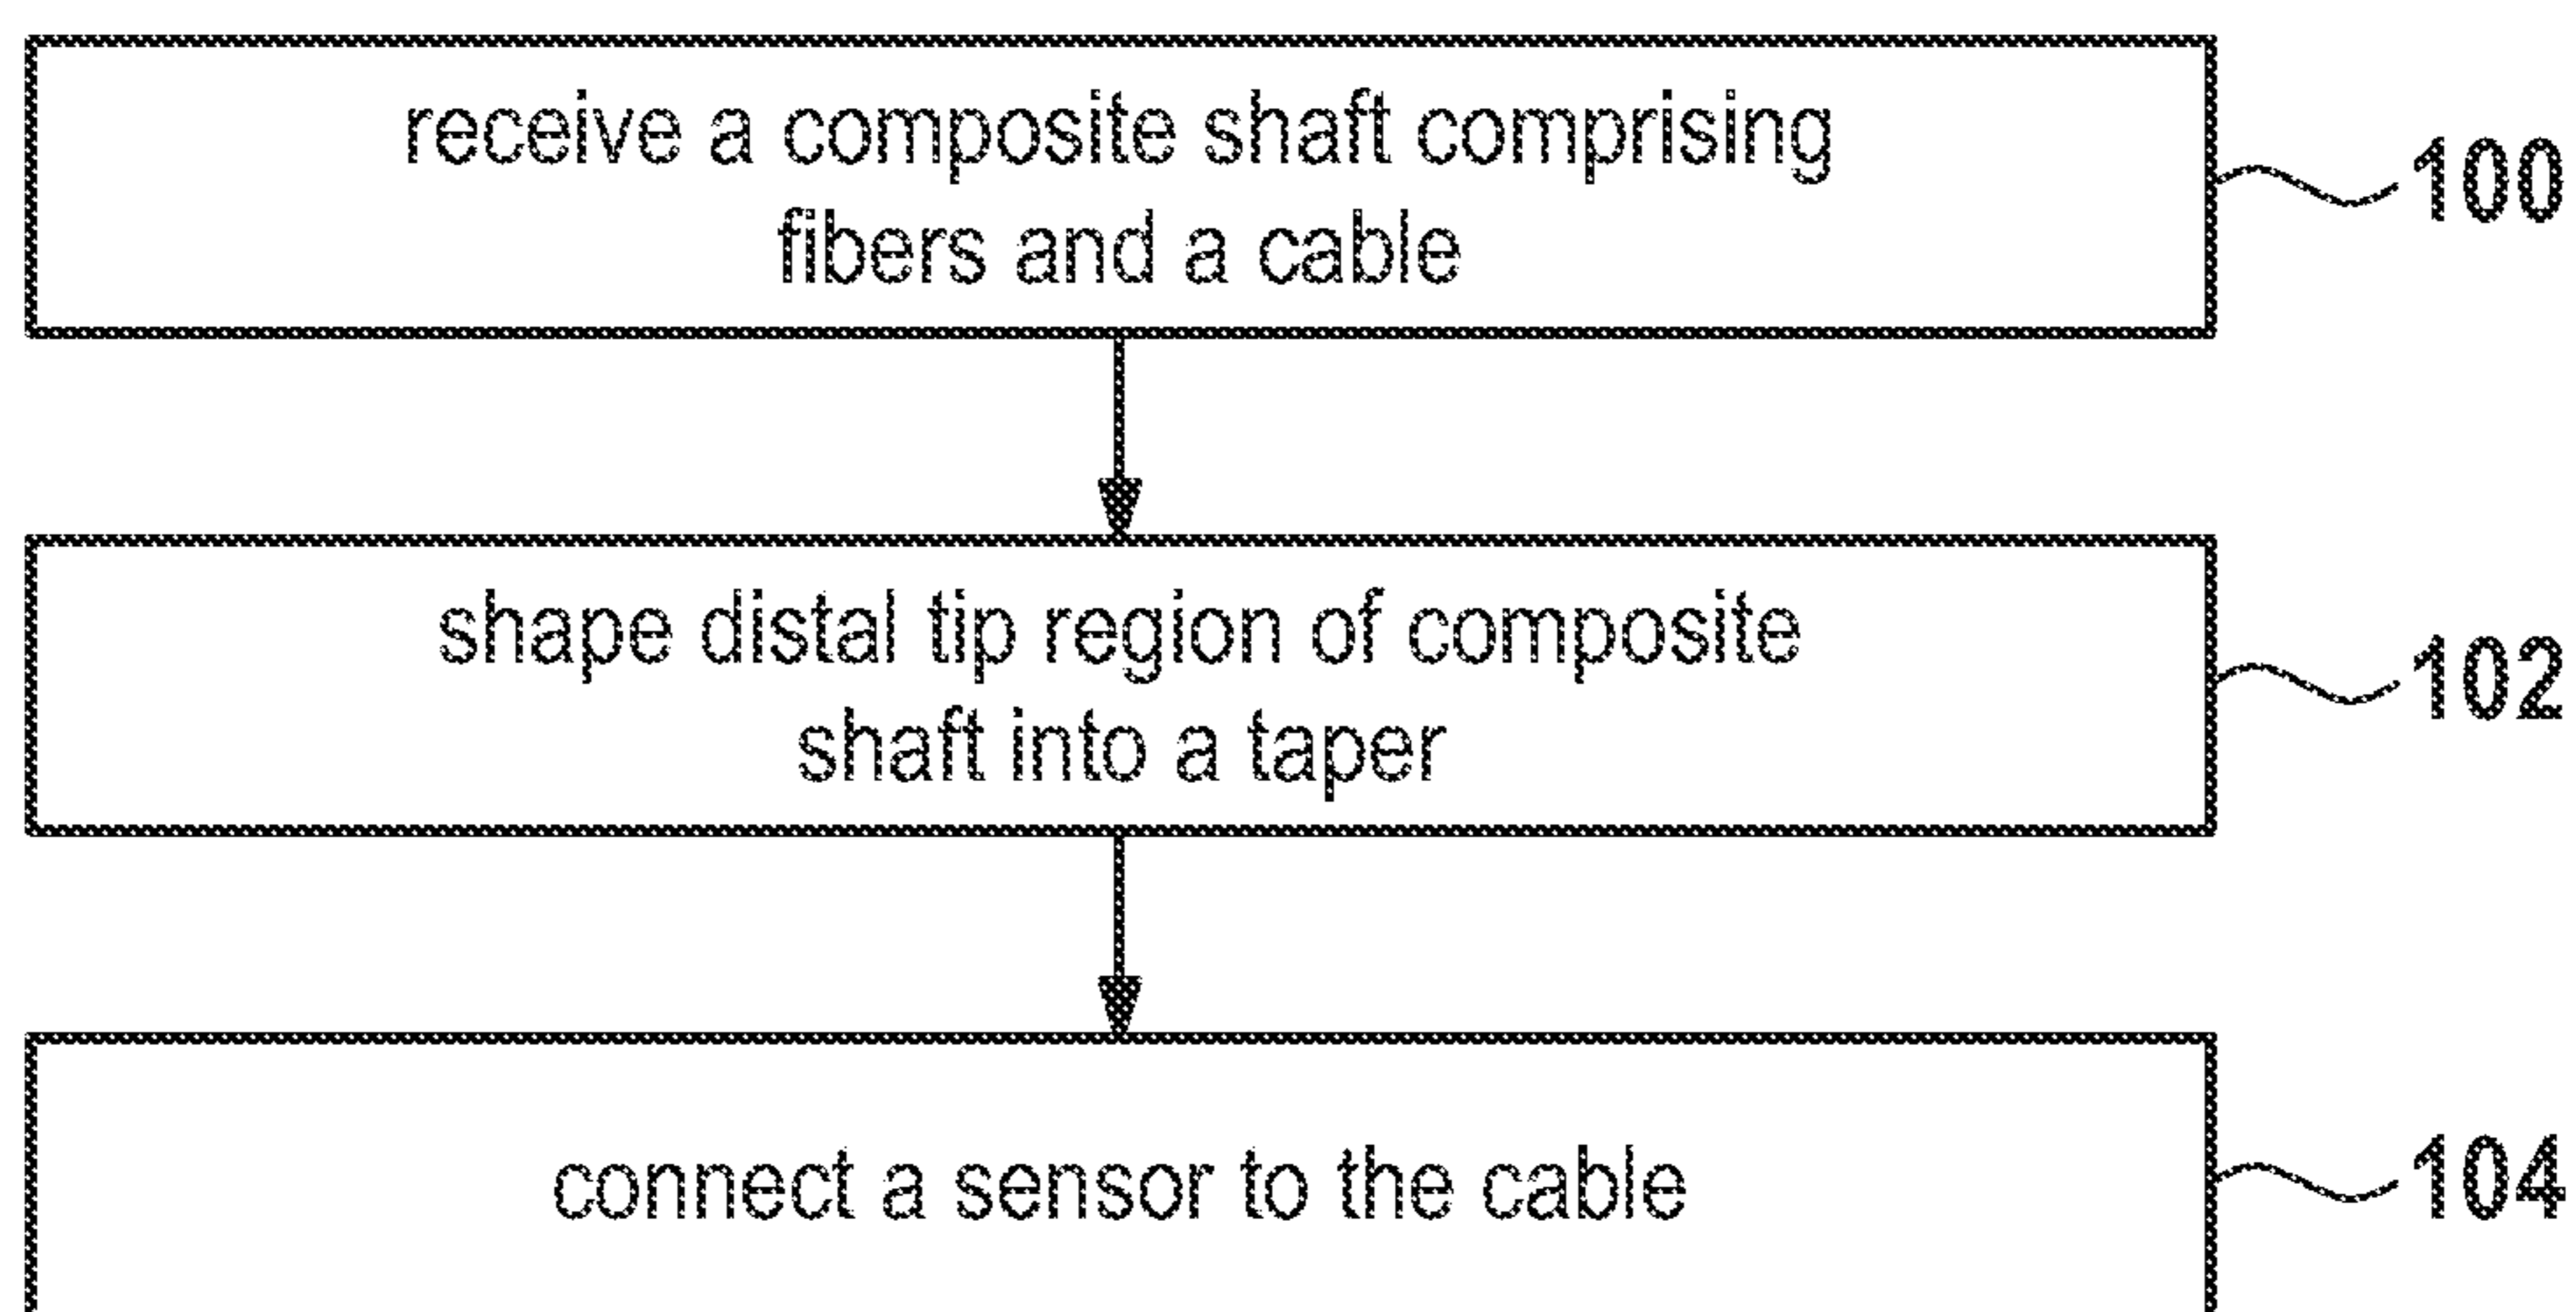 receive a composite shaft comprising
fibers and a cable
100
shape distal tip region of composite
shaft into a taper
102
connect a sensor to the cable
104